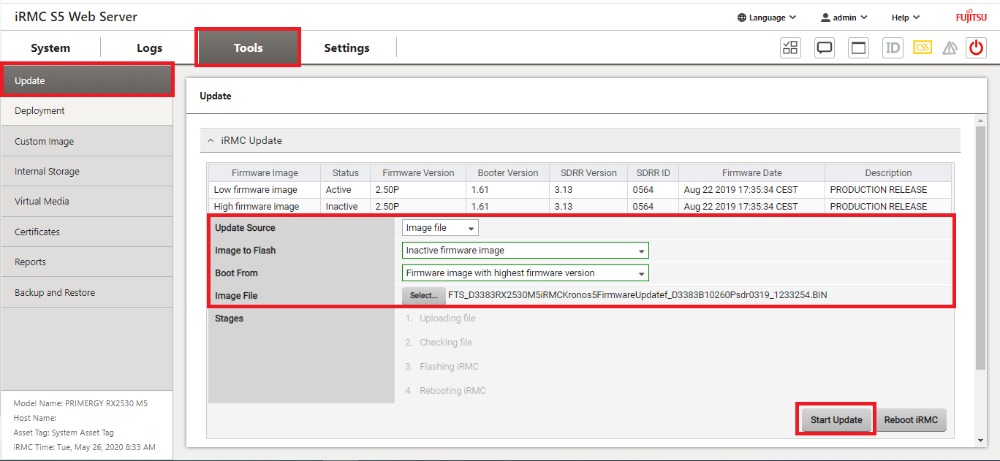 iRMC S5 Web Server
Language admin Help FUJITSU
System Logs Tools Settings
ID CSS
Update
Deployment
Custom Image
Internal Storage
Virtual Media
Certificates
Reports
Backup and Restore
Model Name: PRIMERGY RX2530 M5
Host Name:
Asset Tag: System Asset Tag
iRMC Time: Tue, May 26, 2020 8:33 AM
Update
iRMC Update
Firmware Image Status Firmware Version Booter Version SDRR Version SDRR ID Firmware Date Description
Low firmware image Active 2.50P 1.61 3.13 0564 Aug 22 2019 17:35:34 CEST PRODUCTION RELEASE
High firmware image Inactive 2.50P 1.61 3.13 0564 Aug 22 2019 17:35:34 CEST PRODUCTION RELEASE
Update Source Image file
Image to Flash Inactive firmware image
Boot From Firmware image with highest firmware version
Image File Select... FTS_D3383RX2530M5iRMCKronos5FirmwareUpdatef_D3383B10260Psdr0319_1233254.BIN
Stages 1. Uploading file
2. Checking file
3. Flashing iRMC
4. Rebooting iRMC
Start Update Reboot iRMC